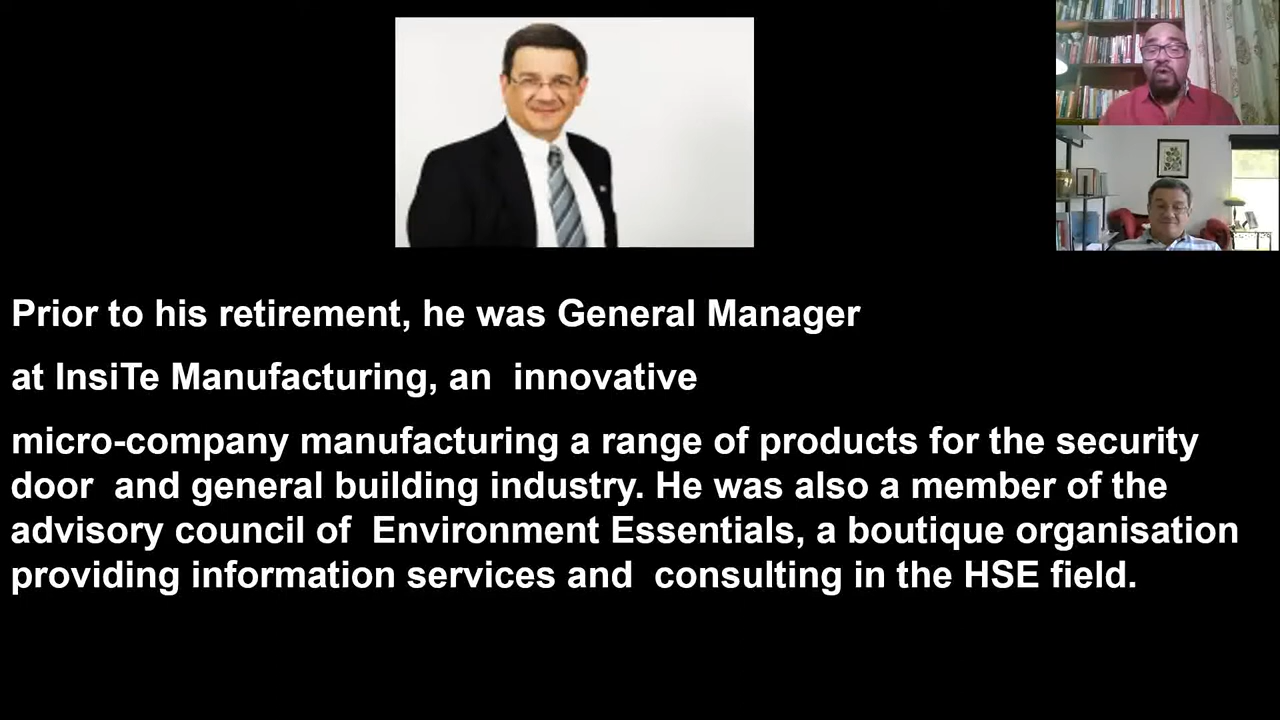 Prior to his retirement, he was General Manager
at InsiTe Manufacturing, an  innovative
micro-company manufacturing a range of products for the security
door  and general building industry. He was also a member of the
advisory council of  Environment Essentials, a boutique organisation
providing information services and  consulting in the HSE field.